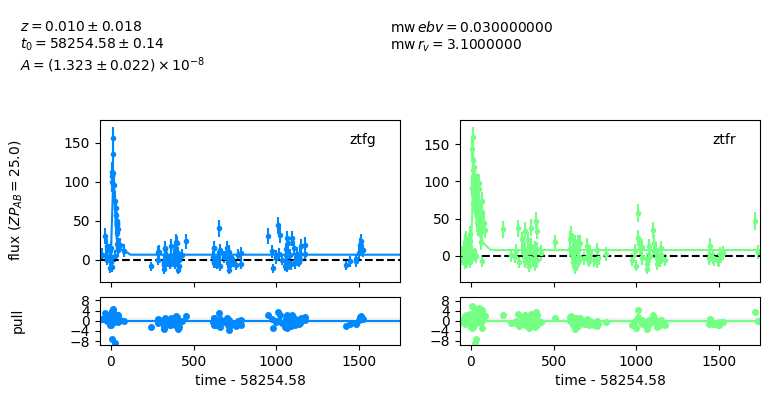 z = 0.010 ± 0.018
t₀ = 58254.58 ± 0.14
A = (1.323 ± 0.022) × 10⁻⁸
mw ebv = 0.030000000
mw r_v = 3.1000000
flux (ZP_AB = 25.0)
150
100
50
0
ztfg
150
100
50
0
ztfr
pull
8
4
0
−4
−8
0
500
1000
1500
time - 58254.58
8
4
0
−4
−8
0
500
1000
1500
time - 58254.58